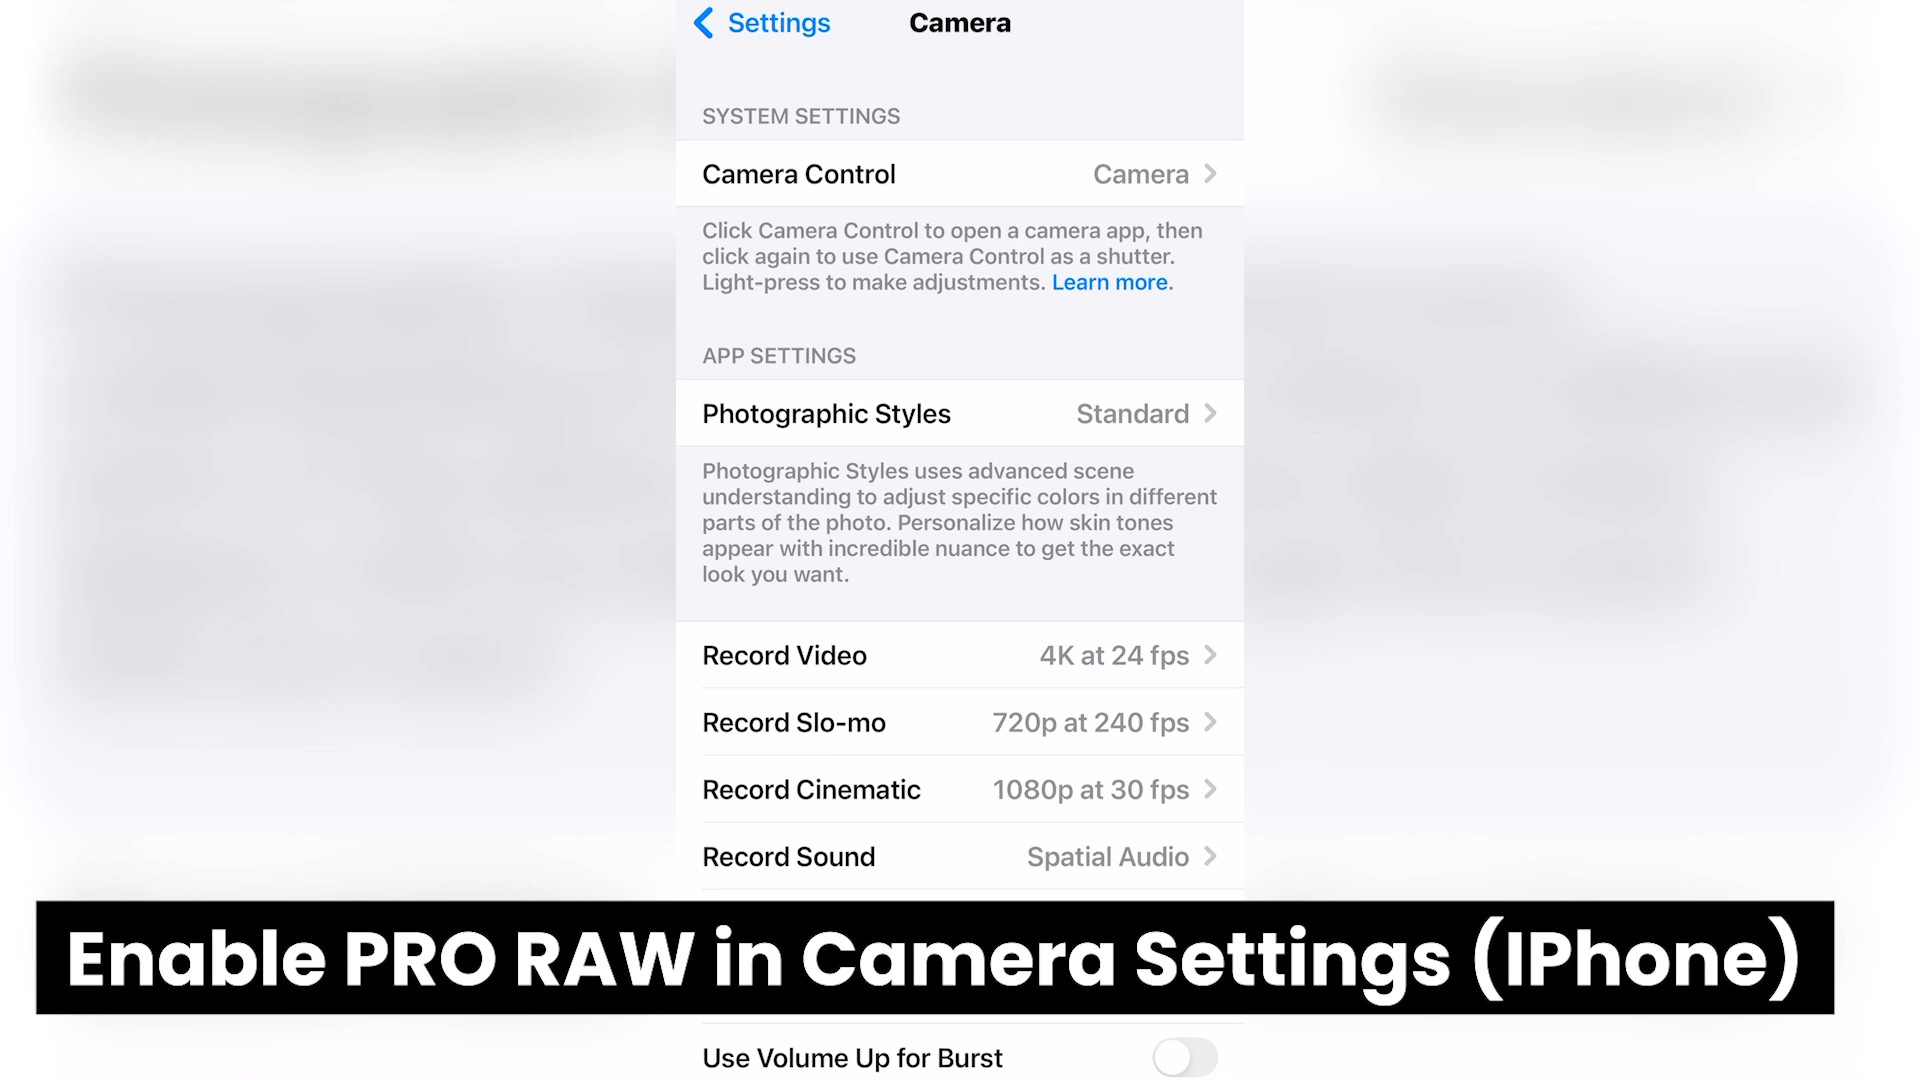 Settings
Camera
SYSTEM SETTINGS
Camera Control
Camera
Click Camera Control to open a camera app, then
click again to use Camera Control as a shutter.
Light-press to make adjustments. Learn more.
APP SETTINGS
Photographic Styles
Standard
Photographic Styles uses advanced scene
understanding to adjust specific colors in different
parts of the photo. Personalize how skin tones
appear with incredible nuance to get the exact
look you want.
Record Video
4K at 24 fps
Record Slo-mo
720p at 240 fps
Record Cinematic
1080p at 30 fps
Record Sound
Spatial Audio
Enable PRO RAW in Camera Settings (IPhone)
Use Volume Up for Burst